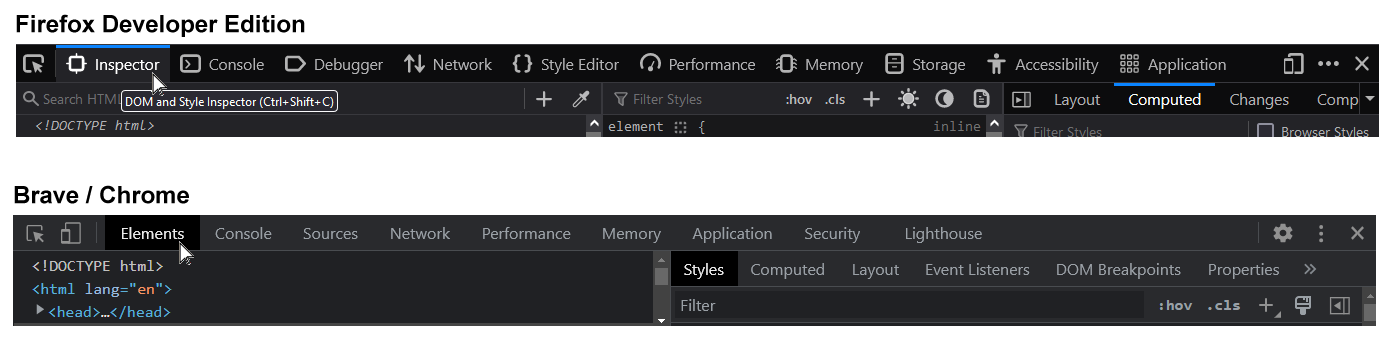 Firefox Developer Edition
Inspector Console Debugger Network {} Style Editor Performance Memory Storage Accessibility Application
Search HTML + Filter Styles :hov .cls + Layout Computed Changes Comp
DOM and Style Inspector (Ctrl+Shift+C)
<!DOCTYPE html> element { inline Filter Styles Browser Styles
Brave / Chrome
Elements Console Sources Network Performance Memory Application Security Lighthouse
<!DOCTYPE html> Styles Computed Layout Event Listeners DOM Breakpoints Properties »
<html lang="en">
<head>…</head> Filter :hov .cls +